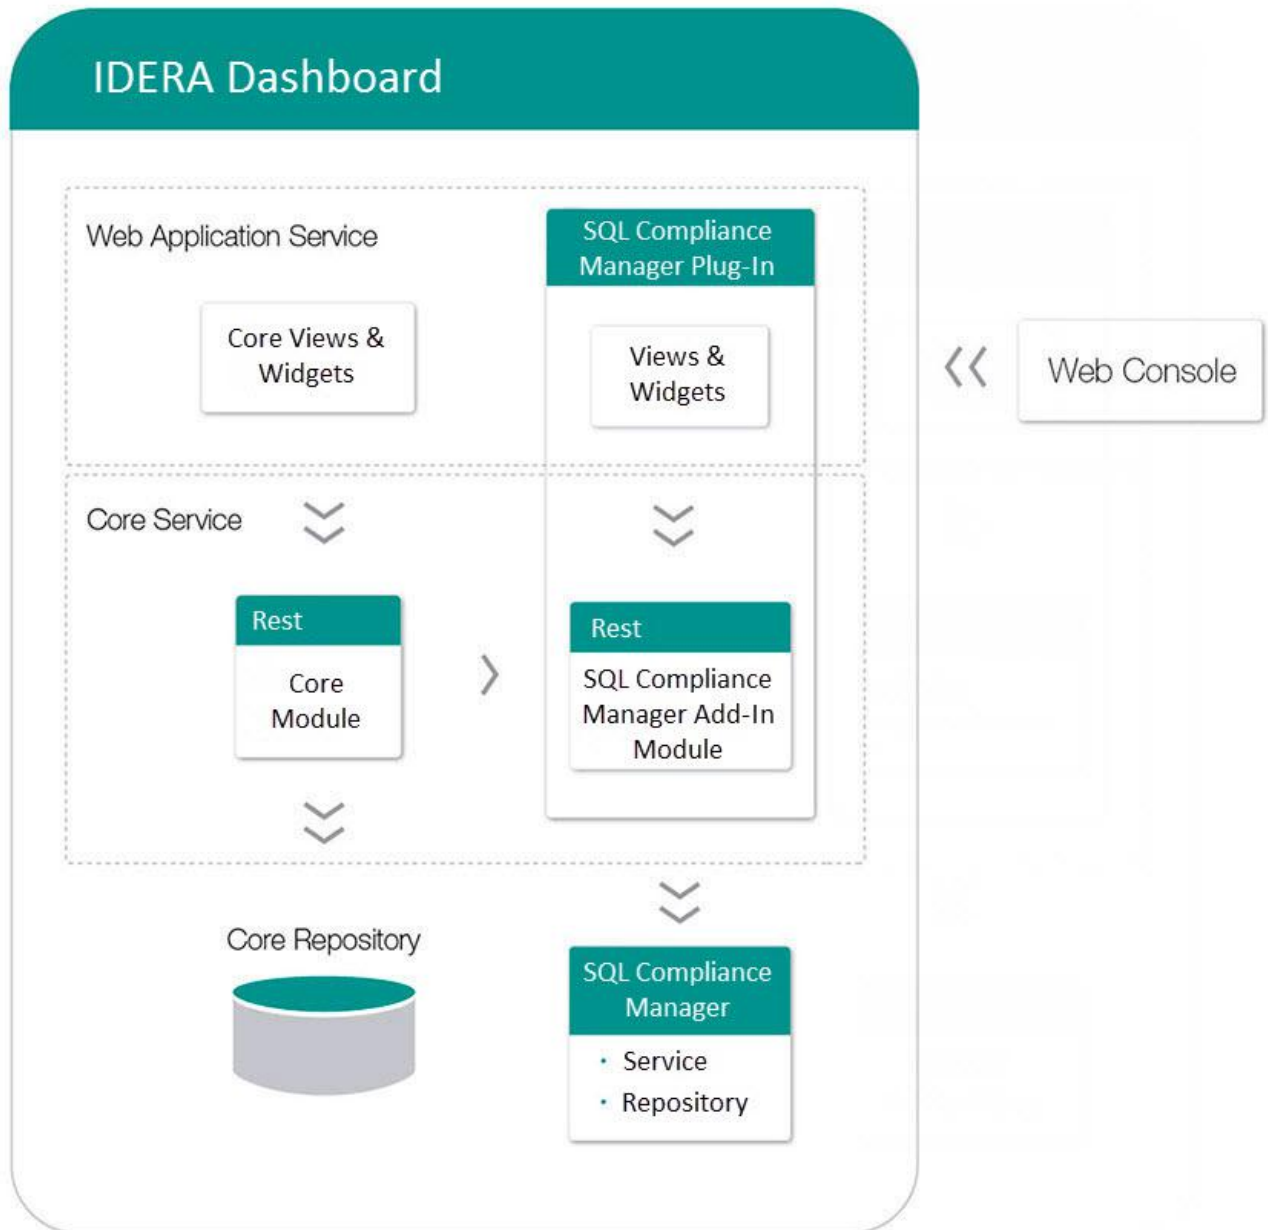 IDERA Dashboard
Web Application Service
SQL Compliance
Manager Plug-In
Core Views &
Widgets
Views &
Widgets
Web Console
Core Service
Rest
Core
Module
Rest
SQL Compliance
Manager Add-In
Module
Core Repository
SQL Compliance
Manager
· Service
· Repository